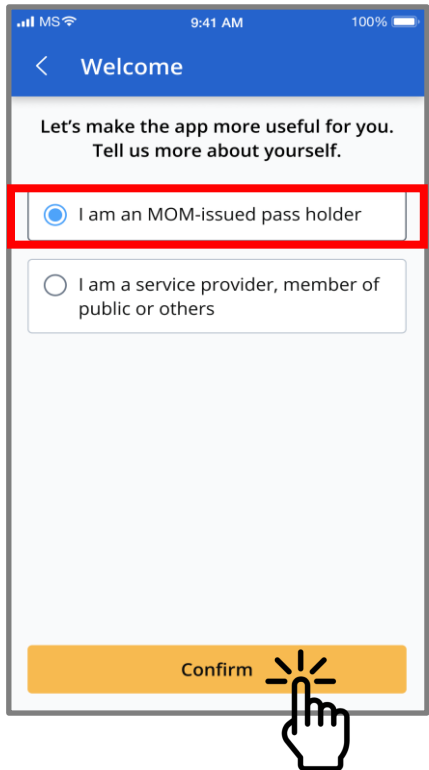 MS 9:41 AM 100%
Welcome
Let's make the app more useful for you.
Tell us more about yourself.
I am an MOM-issued pass holder
I am a service provider, member of
public or others
Confirm